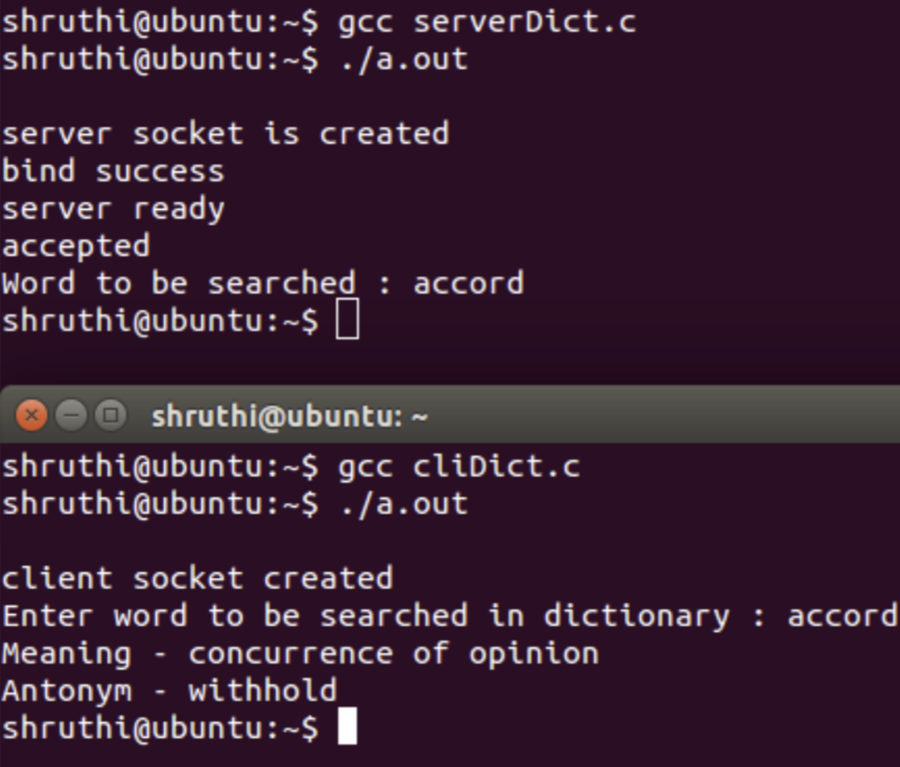 shruthi@ubuntu:~$ gcc serverDict.c
shruthi@ubuntu:~$ ./a.out
server socket is created
bind success
server ready
accepted
Word to be searched : accord
shruthi@ubuntu:~$
shruthi@ubuntu: ~
shruthi@ubuntu:~$ gcc cliDict.c
shruthi@ubuntu:~$ ./a.out
client socket created
Enter word to be searched in dictionary : accord
Meaning - concurrence of opinion
Antonym - withhold
shruthi@ubuntu:~$